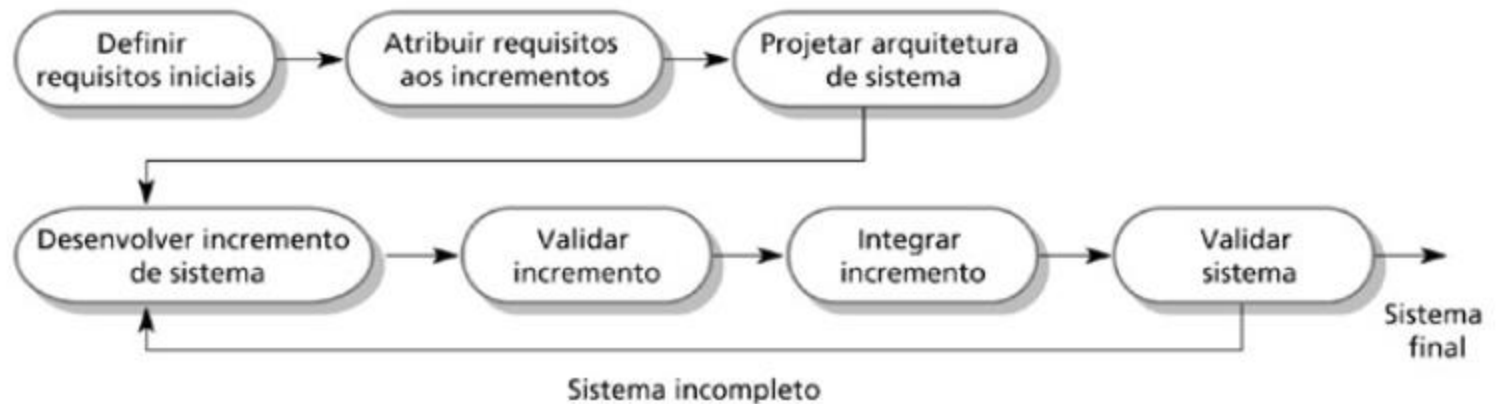 Definir
requisitos iniciais
Atribuir requisitos
aos incrementos
Projetar arquitetura
de sistema
Desenvolver incremento
de sistema
Validar
incremento
Integrar
incremento
Validar
sistema
Sistema
final
Sistema incompleto